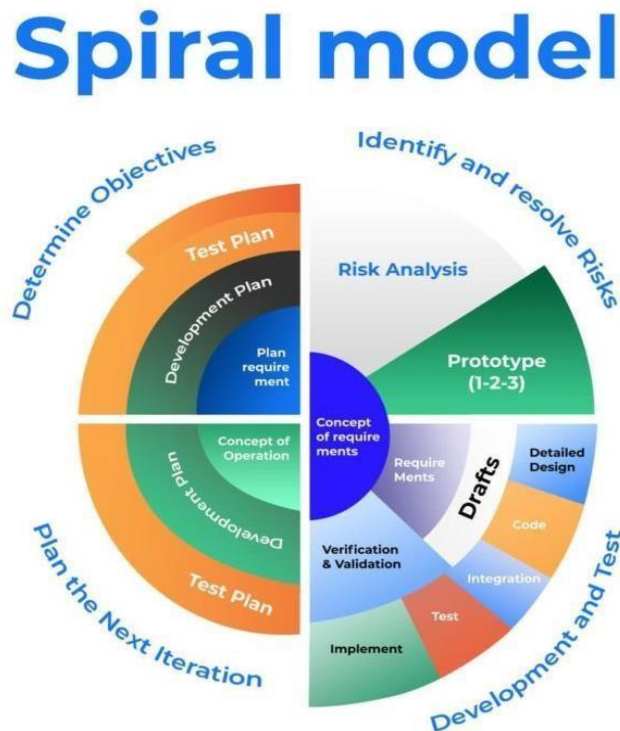 Spiral model
Determine Objectives
Identify and resolve Risks
Test Plan
Development Plan
Plan
require
ment
Risk Analysis
Prototype
(1-2-3)
Concept
of require
ments
Concept of
Operation
Development Plan
Test Plan
Require
Ments
Drafts
Detailed
Design
Code
Integration
Verification
& Validation
Test
Implement
Plan the Next Iteration
Development and Test